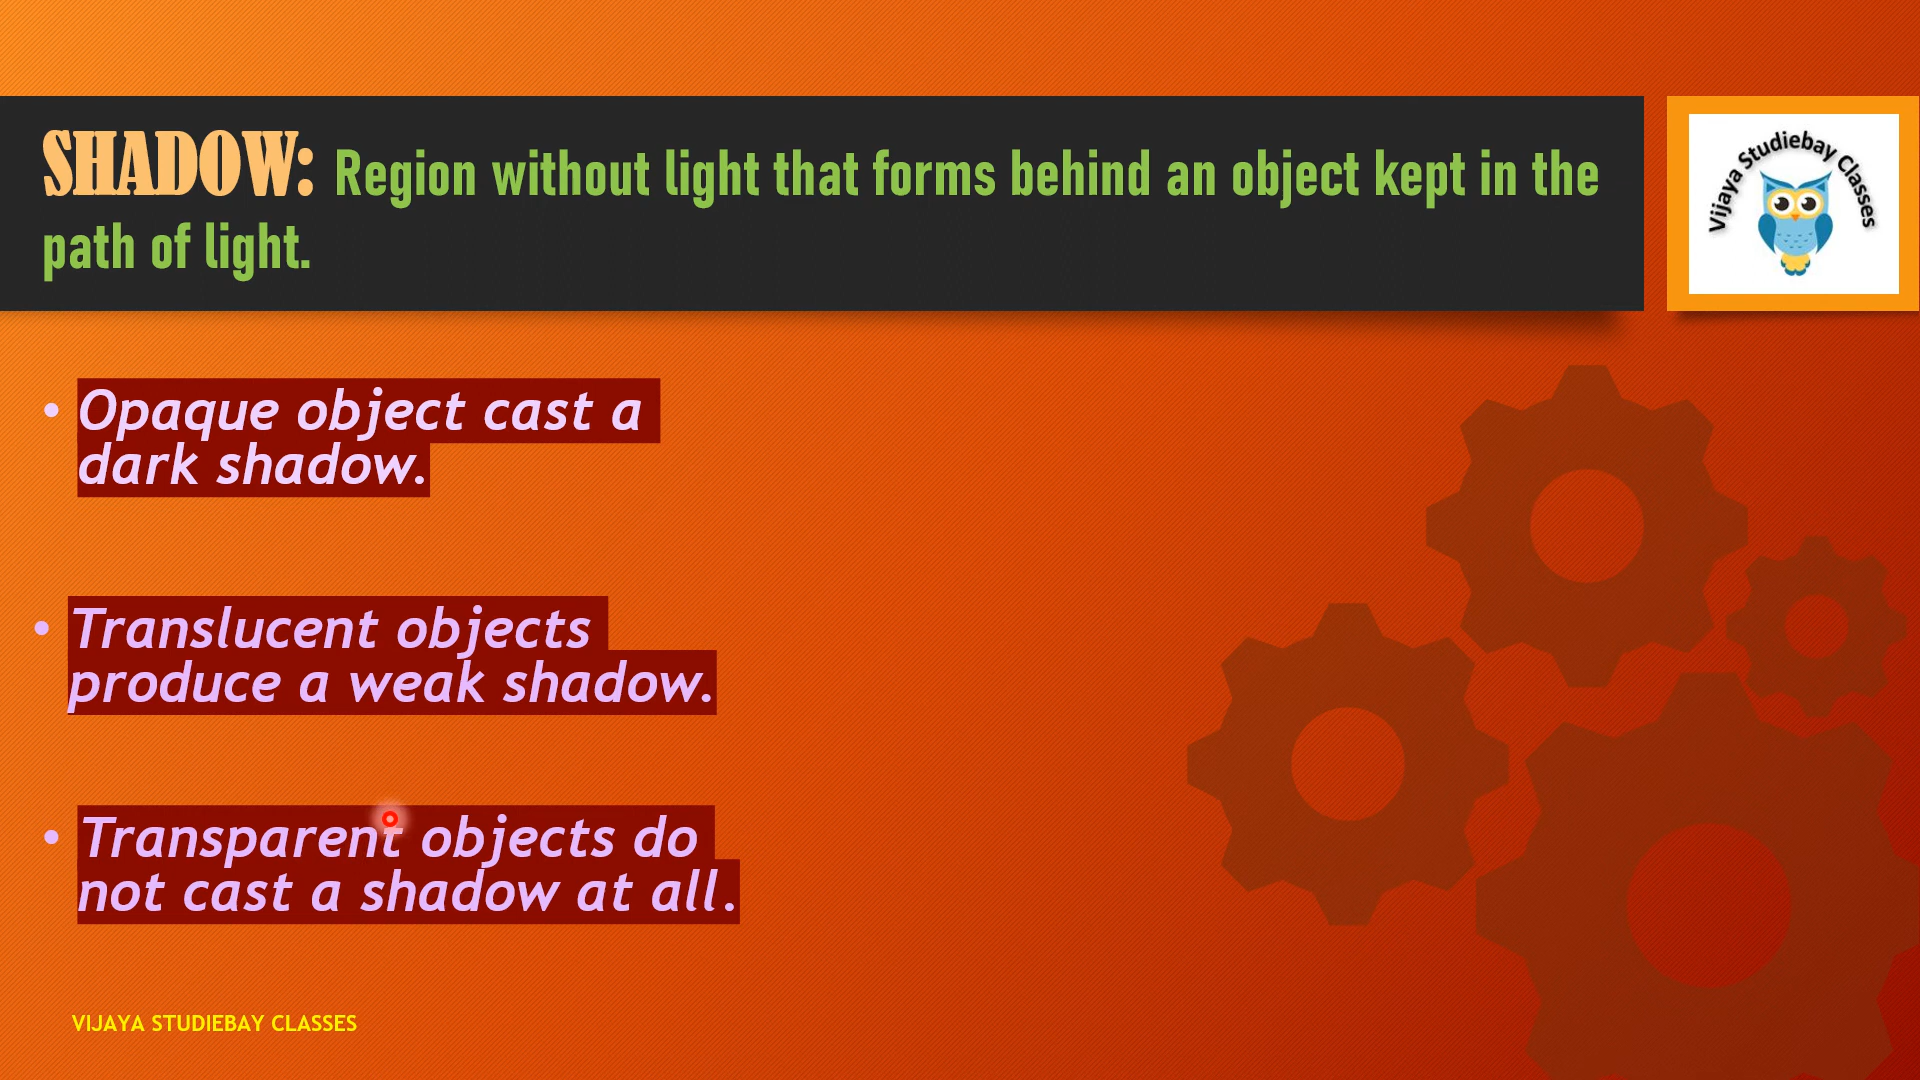 SHADOW: Region without light that forms behind an object kept in the
path of light.
Vijaya Studiebay Classes
• Opaque object cast a
dark shadow.
• Translucent objects
produce a weak shadow.
• Transparent objects do
not cast a shadow at all.
VIJAYA STUDIEBAY CLASSES